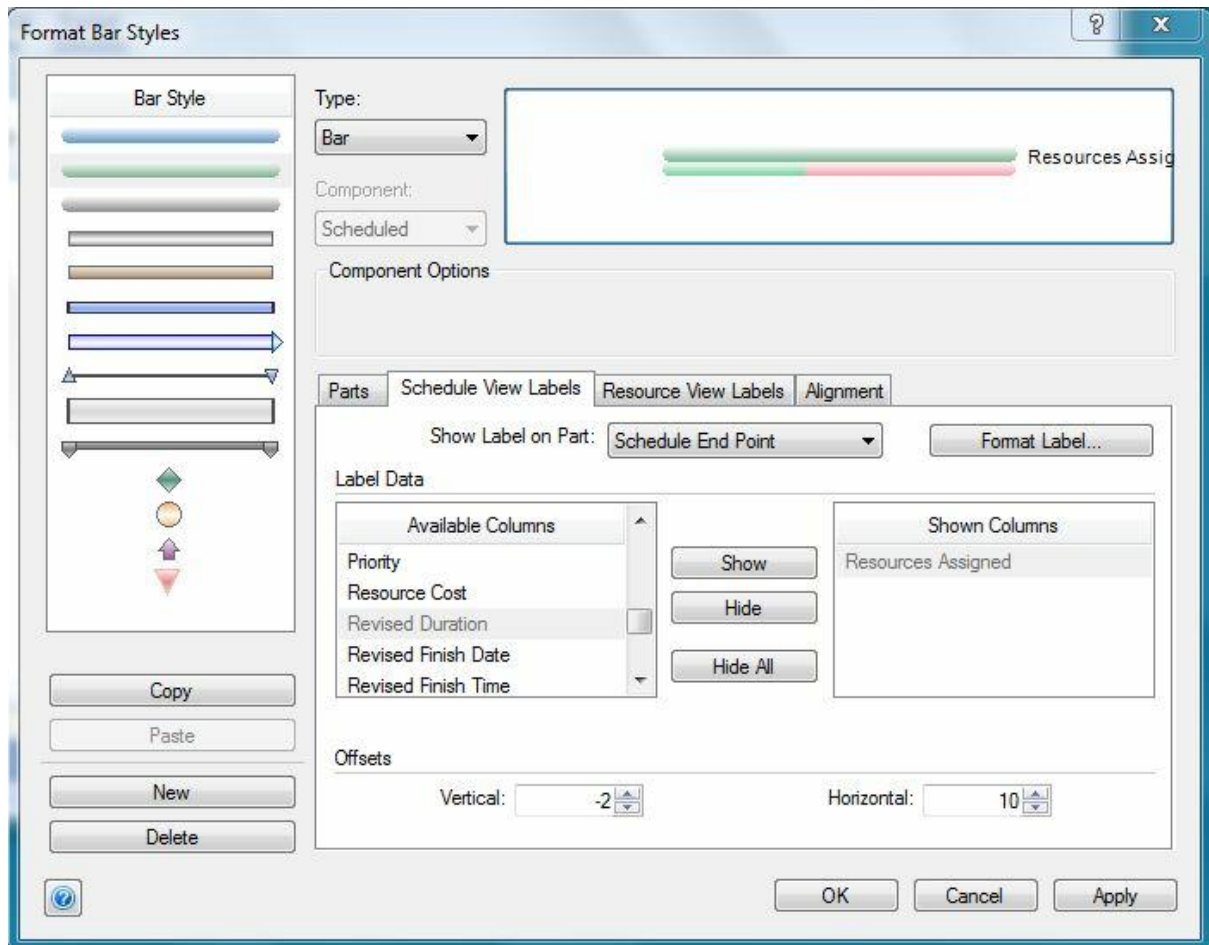 Format Bar Styles
?
X
Bar Style
Type:
Bar
Component:
Scheduled
Resources Assig
Component Options
Parts
Schedule View Labels
Resource View Labels
Alignment
Show Label on Part:
Schedule End Point
Format Label...
Label Data
Available Columns
Priority
Resource Cost
Revised Duration
Revised Finish Date
Revised Finish Time
Show
Hide
Hide All
Shown Columns
Resources Assigned
Copy
Paste
New
Delete
Offsets
Vertical:
-2
Horizontal:
10
?
OK
Cancel
Apply